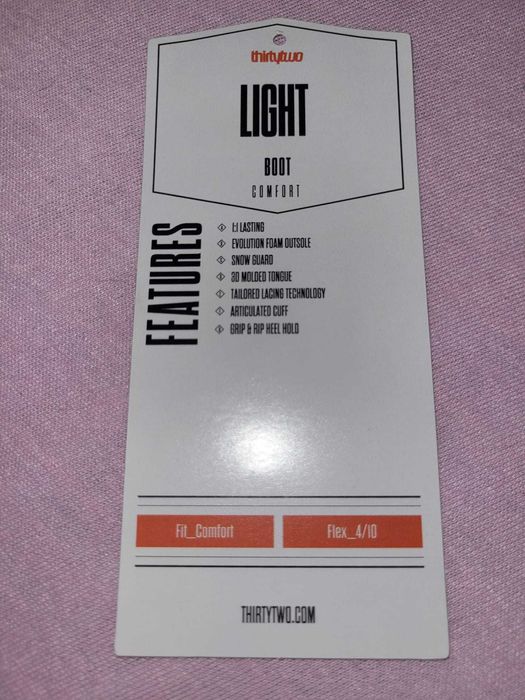 thirtytwo
LIGHT
BOOT
COMFORT
FEATURES
1:1 LASTING
EVOLUTION FOAM OUTSOLE
SNOW GUARD
3D MOLDED TONGUE
TAILORED LACING TECHNOLOGY
ARTICULATED CUFF
GRIP & RIP HEEL HOLD
Fit_Comfort
Flex_4/10
THIRTYTWO.COM